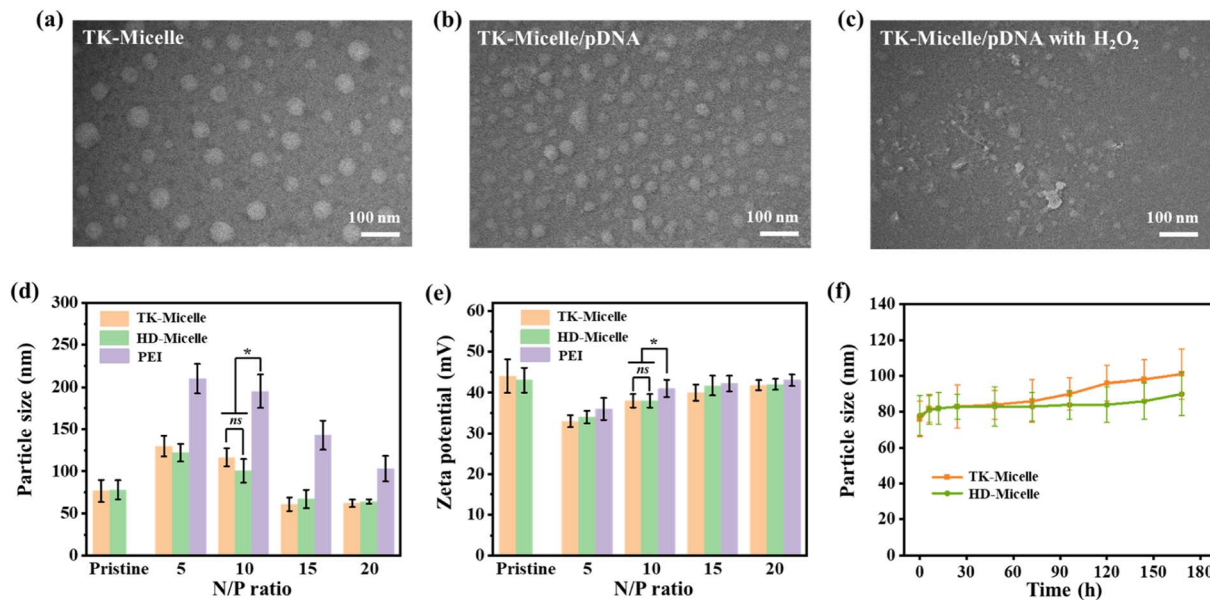 (a)
TK-Micelle
100 nm
(b)
TK-Micelle/pDNA
100 nm
(c)
TK-Micelle/pDNA with H₂O₂
100 nm
(d)
Particle size (nm)
300
250
200
150
100
50
0
TK-Micelle
HD-Micelle
PEI
*
ns
Pristine 5 10 15 20
N/P ratio
(e)
Zeta potential (mV)
60
50
40
30
20
10
0
TK-Micelle
HD-Micelle
PEI
*
ns
Pristine 5 10 15 20
N/P ratio
(f)
Particle size (nm)
140
120
100
80
60
40
20
0
TK-Micelle
HD-Micelle
0 30 60 90 120 150 180
Time (h)